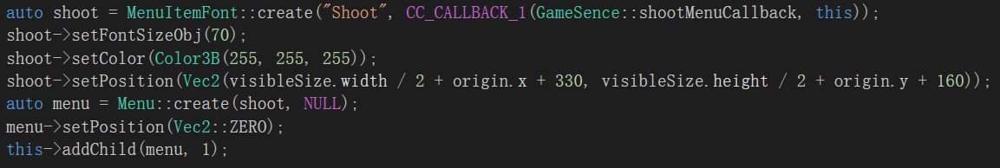 auto shoot = MenuItemFont::create("Shoot", CC_CALLBACK_1(GameSence::shootMenuCallback, this));
shoot->setFontSizeObj(70);
shoot->setColor(Color3B(255, 255, 255));
shoot->setPosition(Vec2(visibleSize.width / 2 + origin.x + 330, visibleSize.height / 2 + origin.y + 160));
auto menu = Menu::create(shoot, NULL);
menu->setPosition(Vec2::ZERO);
this->addChild(menu, 1);